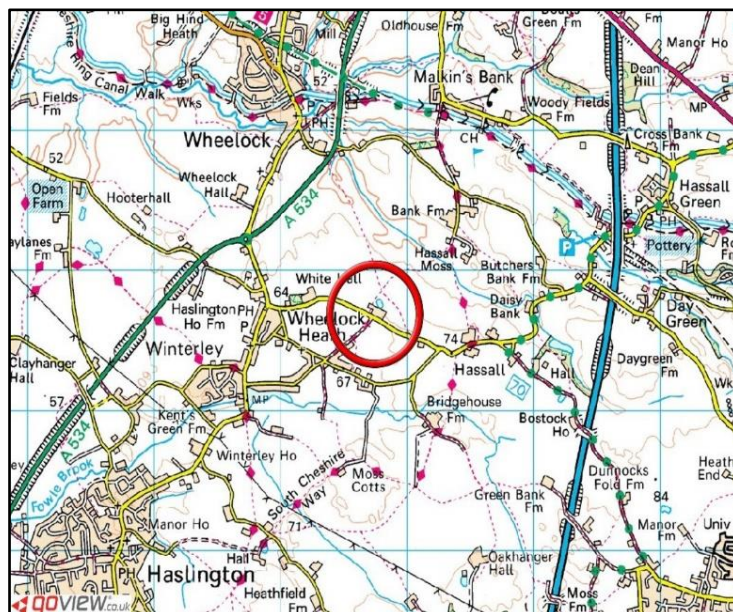 Big Hind
Heath
5
Mill
Oldhouse
Fm
Green Fm
Manor Ho
Ring Canal Walk
Wks
52
P
PH
Malkin's Bank
Dean
Hill
Fields
Fm
Woody Fields
Fm
MP
Wheelock
CH
Cross Bank
Fm
52
Wheelock
Hall
Open
Farm
Hooterhall
A 534
Bank Fm
Hassall
Green
P
PH
Fm
Hassall
Moss
P
Pottery
White Hall
Butchers
Bank Fm
64
Haslington
Ho Fm
PH
P
Wheelock
Heath
Daisy
Bank
Day
Green
Winterley
74
Clayhanger
Hall
67
Hassall
Hall
Daygreen
Fm
57
70
MP
Kent's
Green Fm
Bridgehouse
Fm
Bostock
Ho
A 534
Winterley Ho
Moss
Cotts
Dunnocks
Fold Fm
Heath
End
Fowle Brook
South Cheshire
Way
Green Bank
Fm
84
Manor Ho
71
Manor
Fm
Univ
Hall
Oakhanger
Hall
PH
Haslington
Heathfield
Fm
Moss
Fm
goview.co.uk